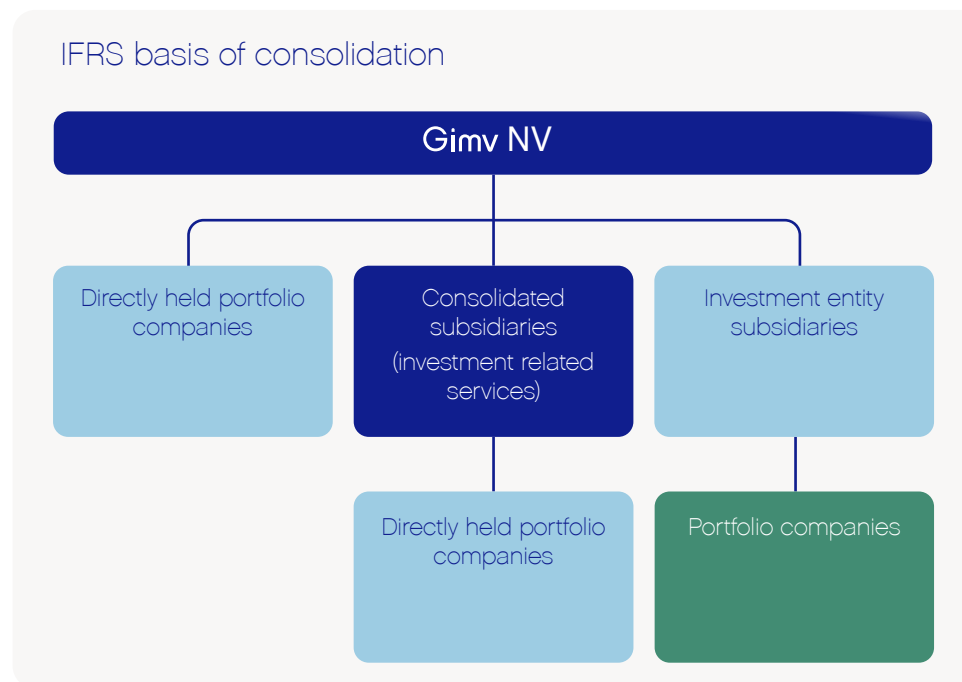 IFRS basis of consolidation
Gimv NV
Directly held portfolio
companies
Consolidated
subsidiaries
(investment related
services)
Investment entity
subsidiaries
Directly held portfolio
companies
Portfolio companies